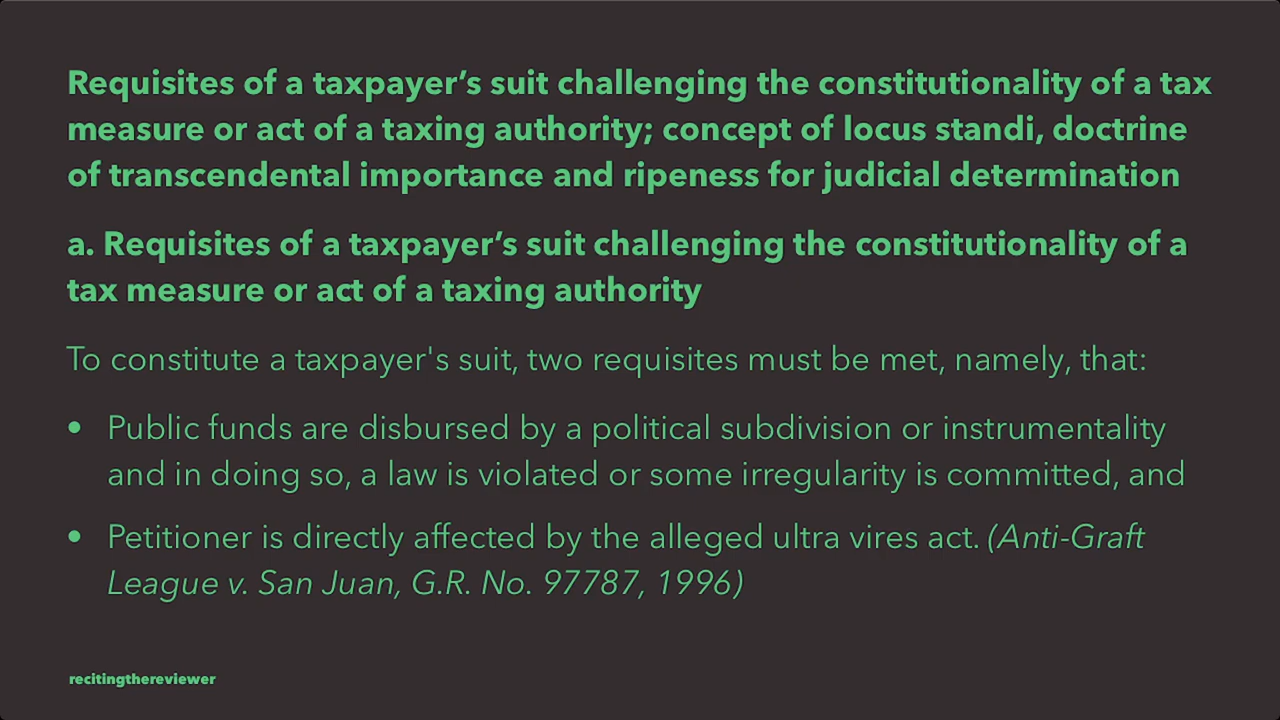 Requisites of a taxpayer’s suit challenging the constitutionality of a tax
measure or act of a taxing authority; concept of locus standi, doctrine
of transcendental importance and ripeness for judicial determination
a. Requisites of a taxpayer’s suit challenging the constitutionality of a
tax measure or act of a taxing authority
To constitute a taxpayer's suit, two requisites must be met, namely, that:
• Public funds are disbursed by a political subdivision or instrumentality
and in doing so, a law is violated or some irregularity is committed, and
• Petitioner is directly affected by the alleged ultra vires act. (Anti-Graft
League v. San Juan, G.R. No. 97787, 1996)
recitingthereviewer